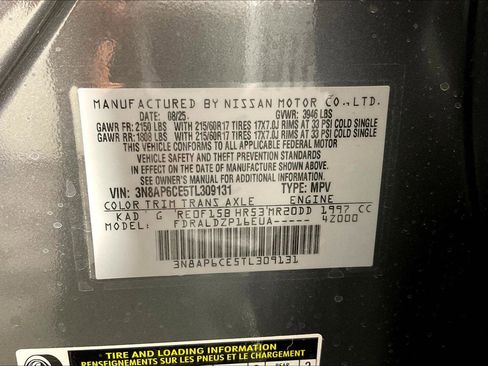 MANUFACTURED BY NISSAN MOTOR CO.,LTD.
DATE: 08/25 GVWR: 3946 LBS
GAWR FR: 2150 LBS WITH 215/60R17 TIRES 17X7.0J RIMS AT 33 PSI COLD SINGLE
GAWR RR: 1808 LBS WITH 215/60R17 TIRES 17X7.0J RIMS AT 33 PSI COLD SINGLE
THIS VEHICLE CONFORMS TO ALL APPLICABLE FEDERAL MOTOR
VEHICLE SAFETY AND THEFT PREVENTION STANDARDS
IN EFFECT ON THE DATE OF MANUFACTURE SHOWN ABOVE.
SEE OWNER'S MANUAL FOR ADDITIONAL INFORMATION.
VIN: 3N8AP6CE5TL309131 TYPE: MPV
COLOR TRIM TRANS AXLE ENGINE
KAD G RE0F15B HR53 MR20DD 1997 CC
MODEL: FDRALDZP16EUA----- 42000
3N8AP6CE5TL309131
TIRE AND LOADING INFORMATION
LES PNEUS ET LE CHARGEMENT